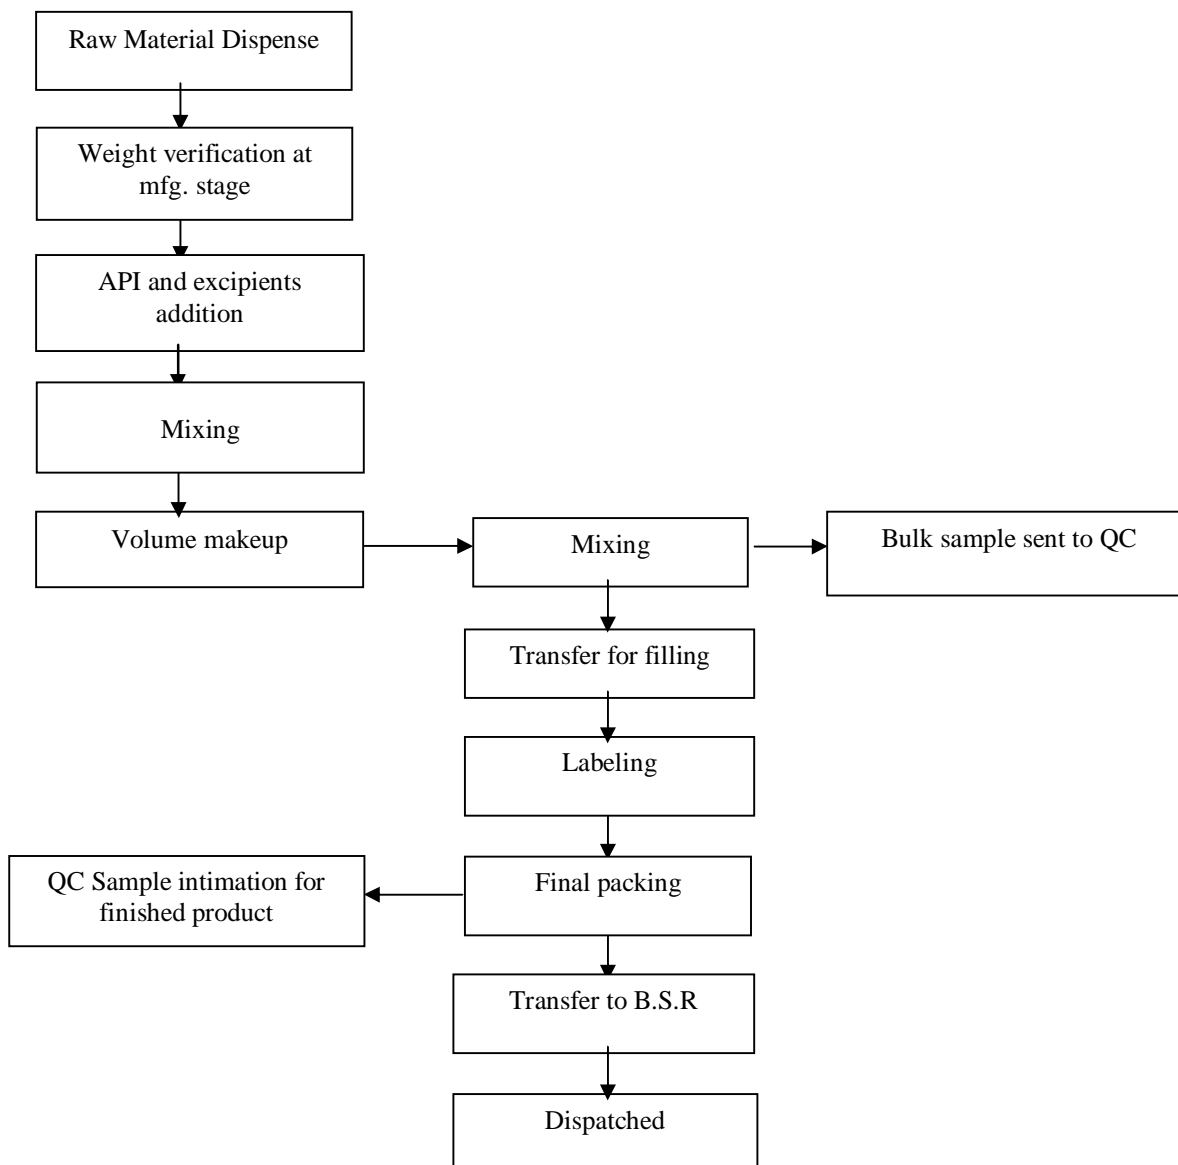 Raw Material Dispense
Weight verification at
mfg. stage
API and excipients
addition
Mixing
Volume makeup
Mixing
Bulk sample sent to QC
Transfer for filling
Labeling
Final packing
QC Sample intimation for
finished product
Transfer to B.S.R
Dispatched